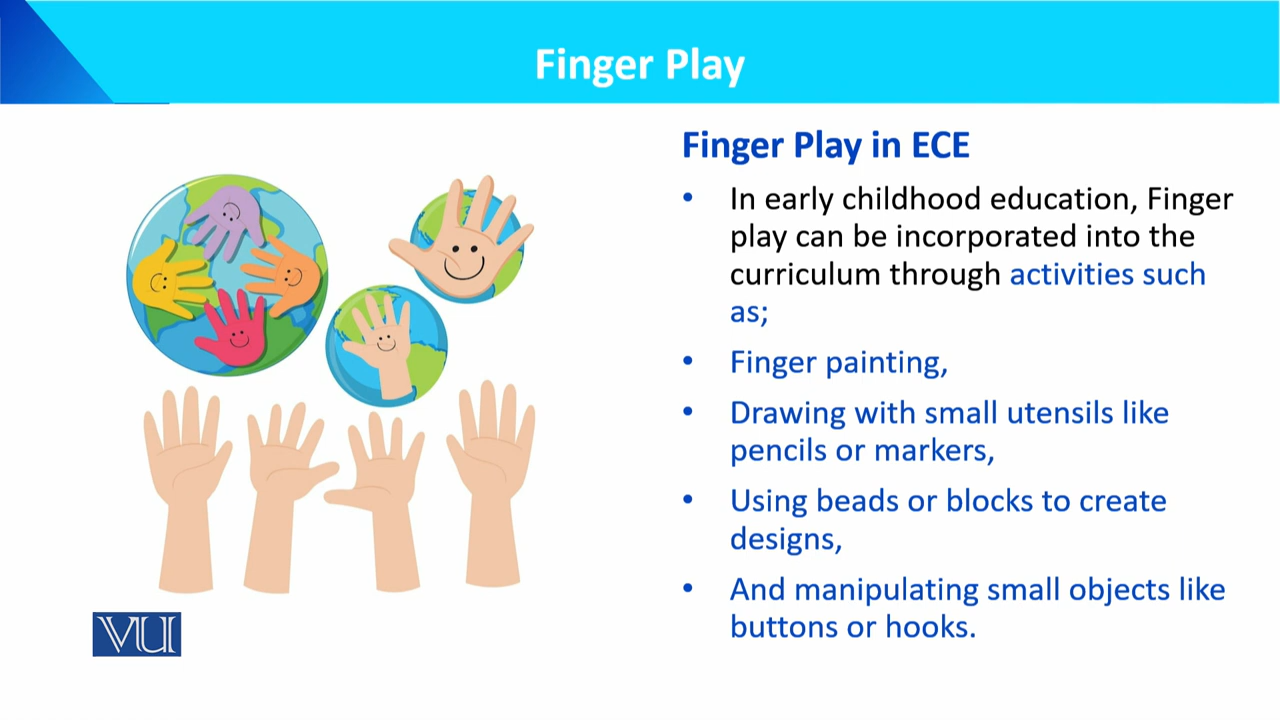 Finger Play
Finger Play in ECE
• In early childhood education, Finger
play can be incorporated into the
curriculum through activities such
as;
• Finger painting,
• Drawing with small utensils like
pencils or markers,
• Using beads or blocks to create
designs,
• And manipulating small objects like
buttons or hooks.
VU